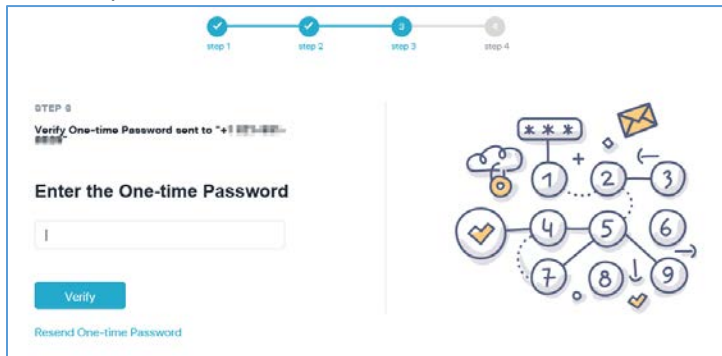 3
4
step 1
step 2
step 3
step 4
STEP 3
Verify One-time Password sent to "+1
Enter the One-time Password
Verify
Resend One-time Password
* * *
+
1
2
3
4
5
6
7
8
9